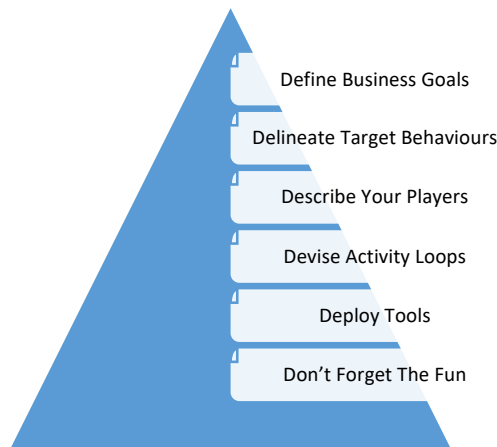 Define Business Goals
Delineate Target Behaviours
Describe Your Players
Devise Activity Loops
Deploy Tools
Don’t Forget The Fun